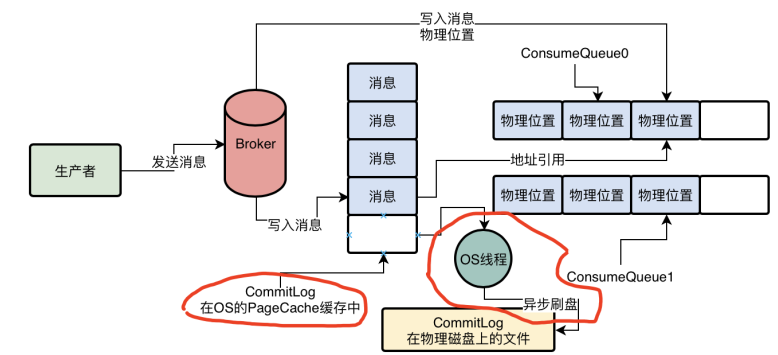 写入消息
物理位置
ConsumeQueue0
消息
消息
消息
消息
Broker
生产者
发送消息
写入消息
地址引用
物理位置
物理位置
物理位置
物理位置
物理位置
物理位置
ConsumeQueue1
OS线程
异步刷盘
CommitLog
在OS的PageCache缓存中
CommitLog
在物理磁盘上的文件